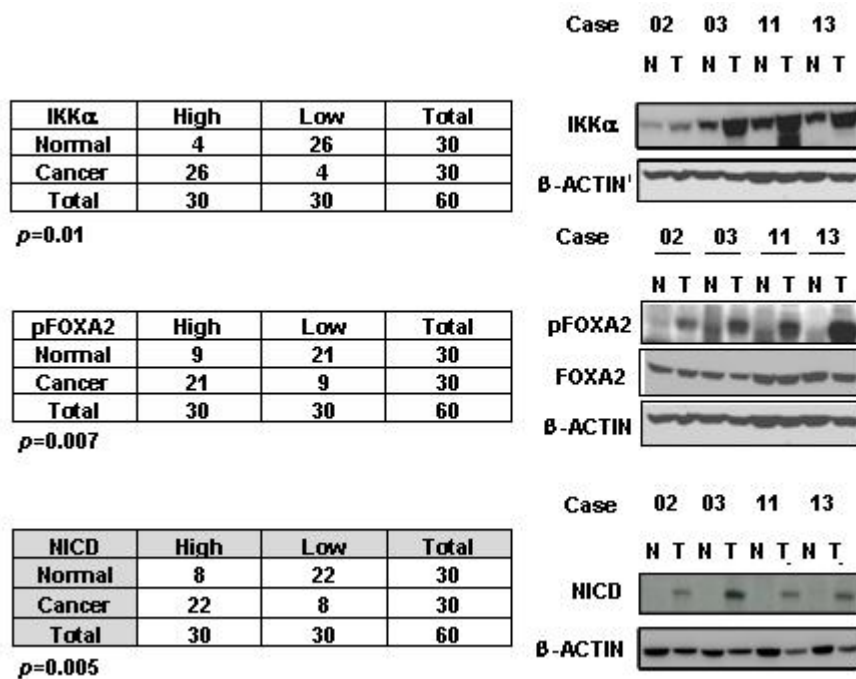 Case 02 03 11 13
N T N T N T N T
IKKα High Low Total
Normal 4 26 30
Cancer 26 4 30
Total 30 30 60
p=0.01
IKKα
β-ACTIN'
Case 02 03 11 13
N T N T N T N T
pFOXA2 High Low Total
Normal 9 21 30
Cancer 21 9 30
Total 30 30 60
p=0.007
pFOXA2
FOXA2
β-ACTIN
Case 02 03 11 13
N T N T N T N T
NICD High Low Total
Normal 8 22 30
Cancer 22 8 30
Total 30 30 60
p=0.005
NICD
β-ACTIN